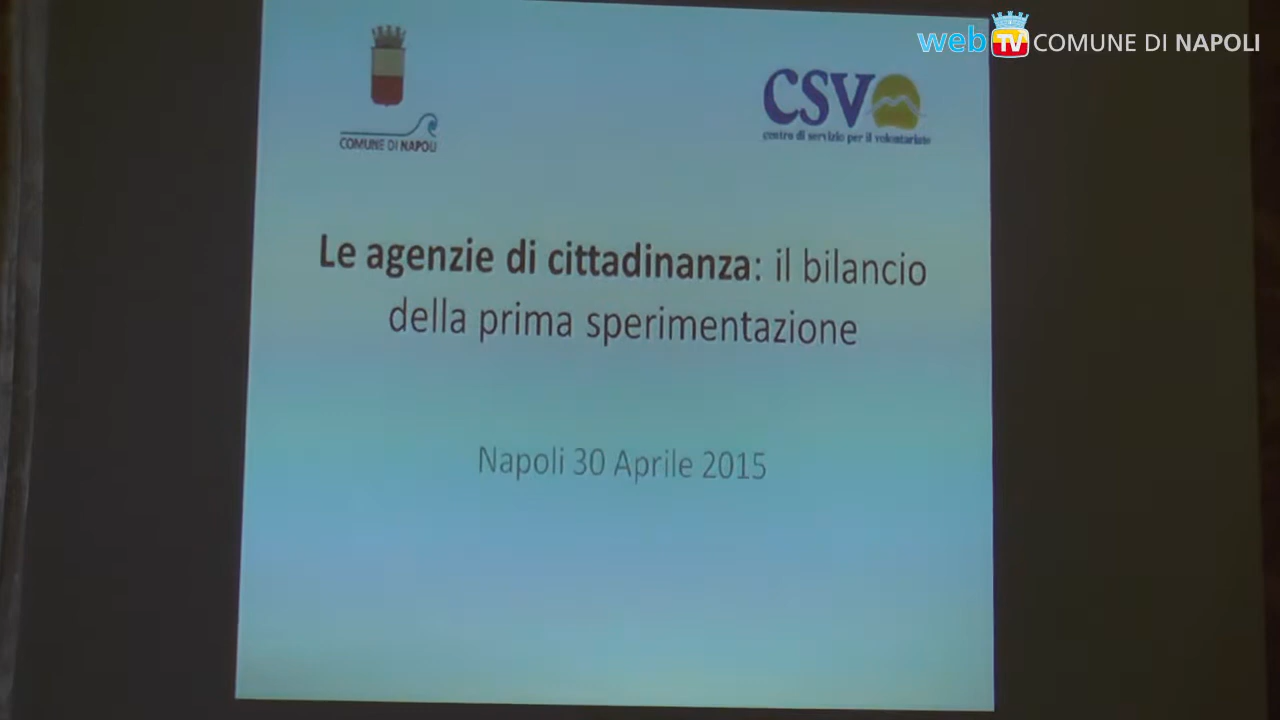 web TV COMUNE DI NAPOLI
COMUNE DI NAPOLI
CSV
centro di servizio per il volontariato
Le agenzie di cittadinanza: il bilancio
della prima sperimentazione
Napoli 30 Aprile 2015